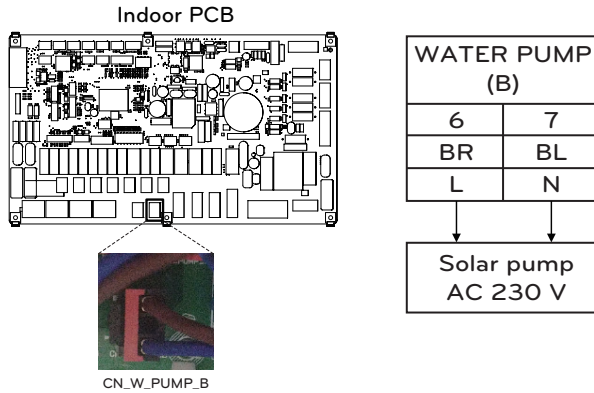 Indoor PCB
WATER PUMP
(B)
6 7
BR BL
L N
Solar pump
AC 230 V
CN_W_PUMP_B